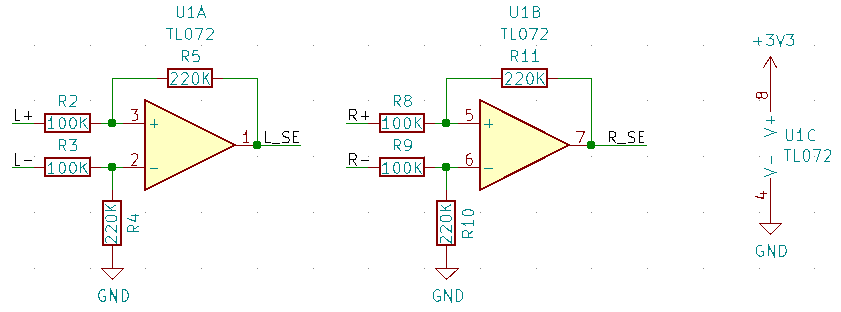 U1A
TL072
R5
220K
R2
L+
100K
3
+
R3
L-
100K
2
-
1
L_SE
220K
R4
GND
U1B
TL072
R11
220K
R8
R+
100K
5
+
R9
R-
100K
6
-
7
R_SE
220K
R10
GND
+3V3
8
V+
U1C
TL072
V-
4
GND